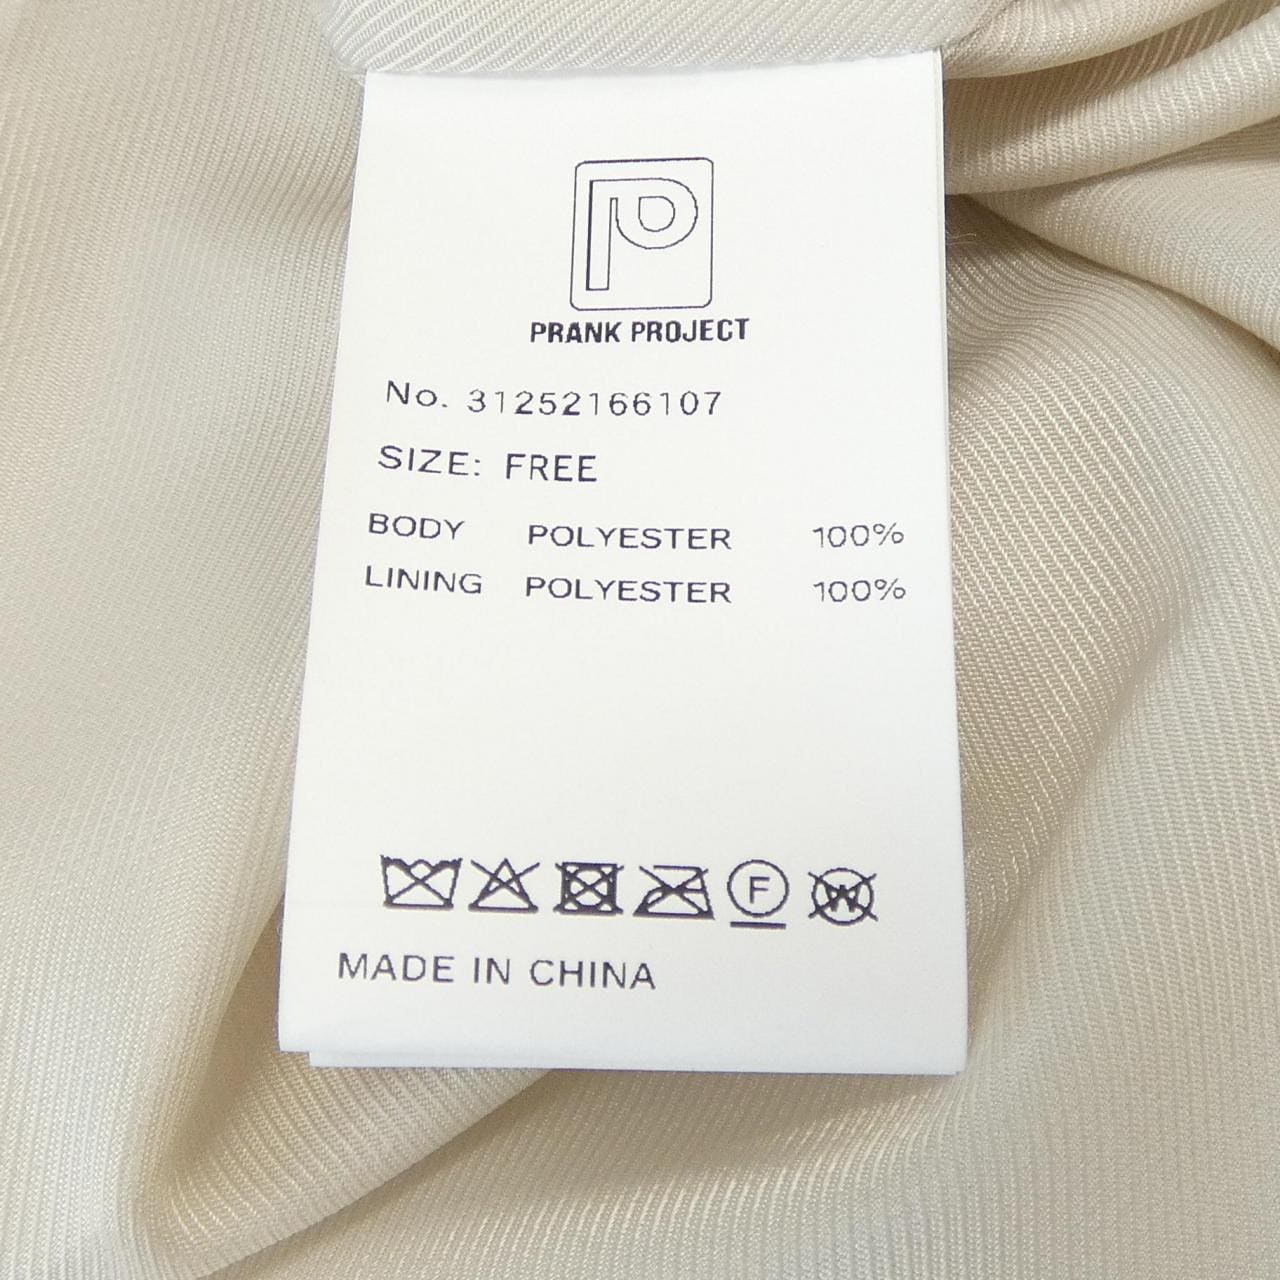 P
PRANK PROJECT
No. 31252166107
SIZE: FREE
BODY POLYESTER 100%
LINING POLYESTER 100%
F W
MADE IN CHINA